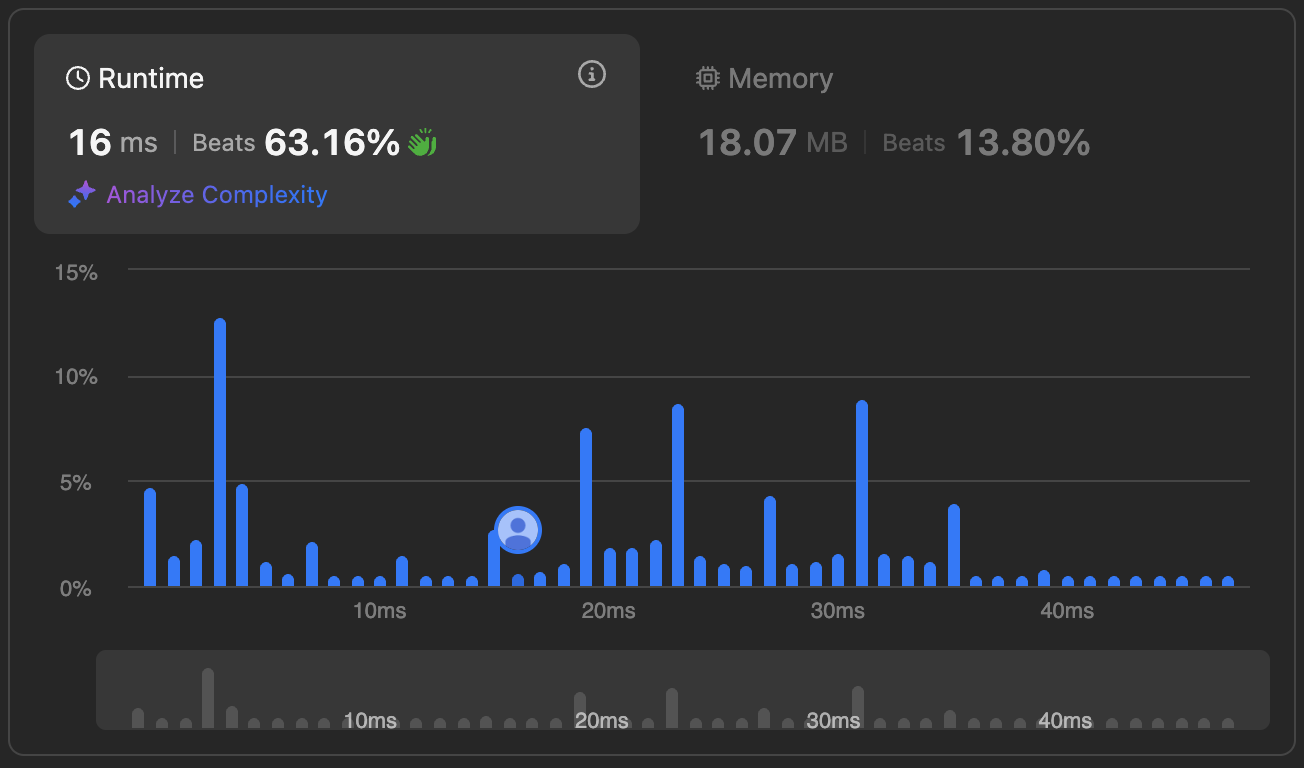 Runtime
16 ms | Beats 63.16%
Analyze Complexity
Memory
18.07 MB | Beats 13.80%
15%
10%
5%
0%
10ms 20ms 30ms 40ms
10ms 20ms 30ms 40ms